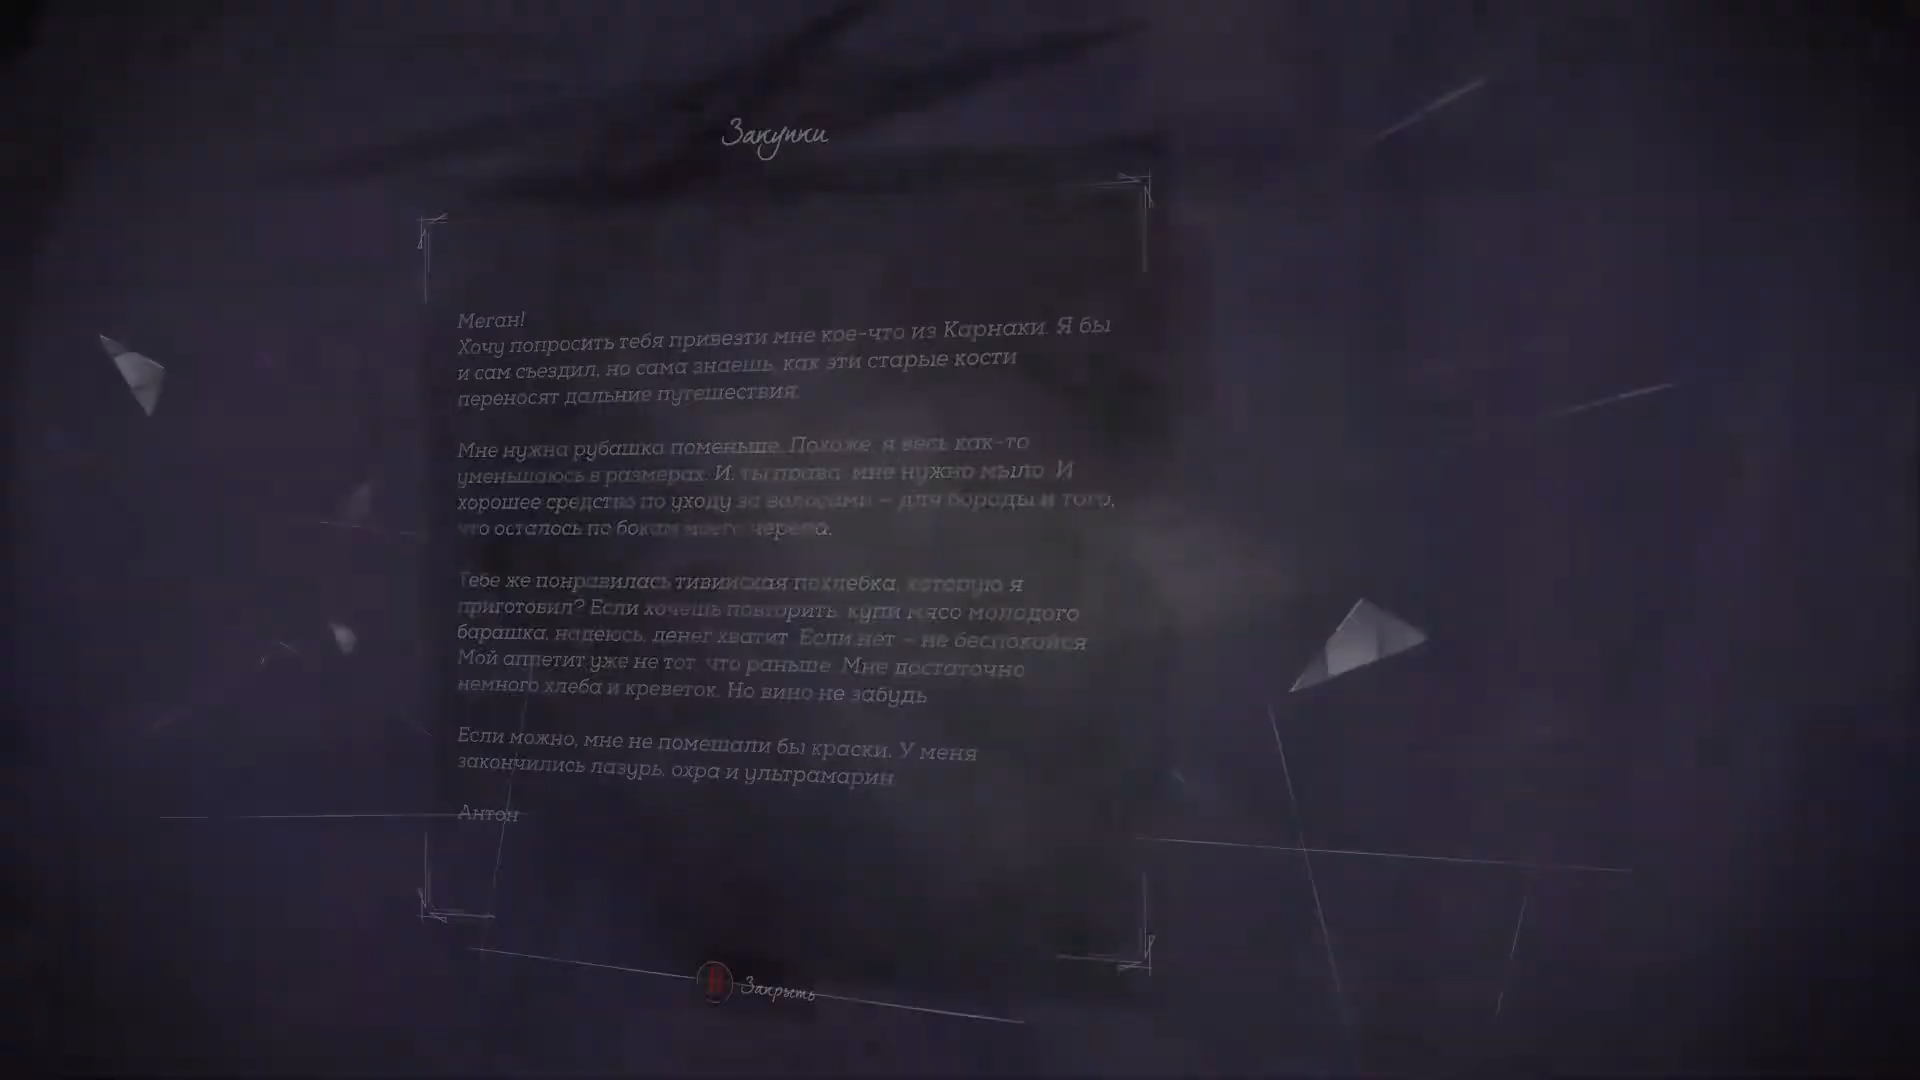 Закупки
Меган!
Хочу попросить тебя привезти мне кое-что из Карнаки. Я бы
и сам съездил, но сама знаешь, как эти старые кости
переносят дальние путешествия.
Мне нужна рубашка поменьше. Похоже, я весь как-то
уменьшаюсь в размерах. И, ты права, мне нужно мыло. И
хорошее средство по уходу за волосами – для бороды и того,
что осталось по бокам моего черепа.
Тебе же понравилась тивийская похлебка, которую я
приготовил? Если хочешь повторить, купи мясо молодого
барашка, надеюсь, денег хватит. Если нет – не беспокойся.
Мой аппетит уже не тот, что раньше. Мне достаточно
немного хлеба и креветок. Но вино не забудь.
Если можно, мне не помешали бы краски. У меня
закончились лазурь, охра и ультрамарин.
Антон
B Закрыть